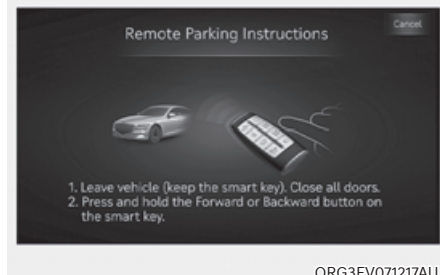 Remote Parking Instructions
Cancel
1. Leave vehicle (keep the smart key). Close all doors.
2. Press and hold the Forward or Backward button on
the smart key.
ORG3EV071217AU